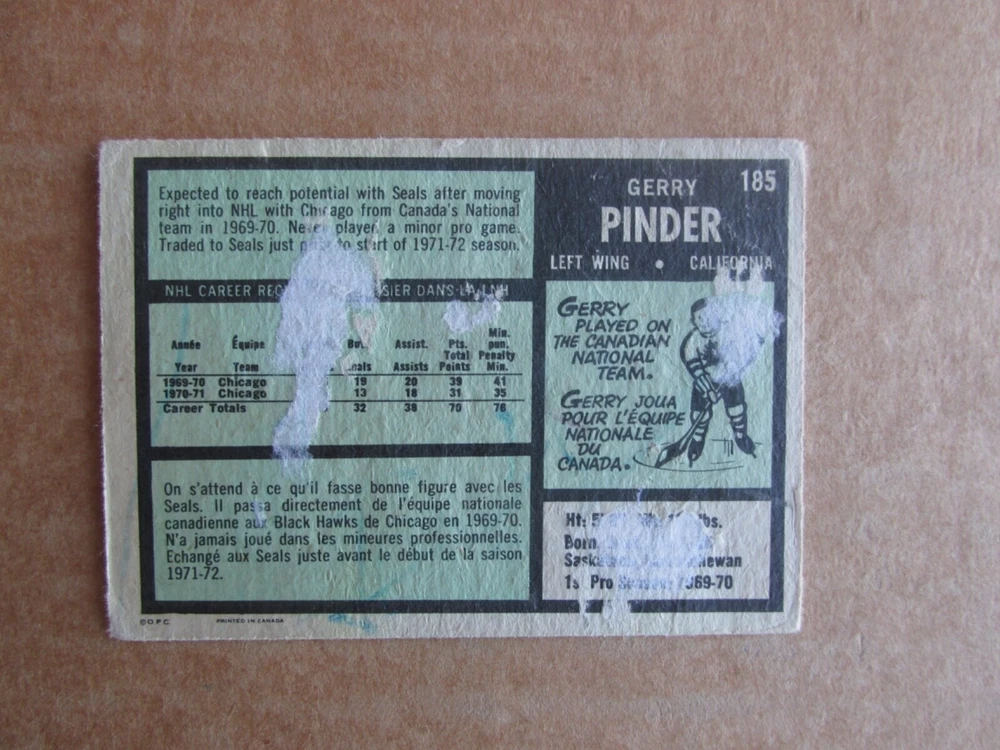 Expected to reach potential with Seals after moving
right into NHL with Chicago from Canada's National
team in 1969-70. Never played a minor pro game.
Traded to Seals just to start of 1971-72 season.
NHL CAREER DANS LA LNH
Année Équipe Assist. Pts. Min. pun.
Year Team Assists Total Points Penalty Min.
1969-70 Chicago 19 20 39 41
1970-71 Chicago 13 18 31 35
Career Totals 32 38 70 76
On s'attend à ce qu'il fasse bonne figure avec les
Seals. Il passa directement de l'équipe nationale
canadienne aux Black Hawks de Chicago en 1969-70.
N'a jamais joué dans les mineures professionnelles.
Echangé aux Seals juste avant le début de la saison
1971-72.
©O.P.C. PRINTED IN CANADA
185
GERRY
PINDER
LEFT WING • CALIFORNIA
GERRY
PLAYED ON
THE CANADIAN
NATIONAL
TEAM.
GERRY JOUA
POUR L'ÉQUIPE
NATIONALE
DU
CANADA.
Ht:
Born
1st Pro Season: 1969-70